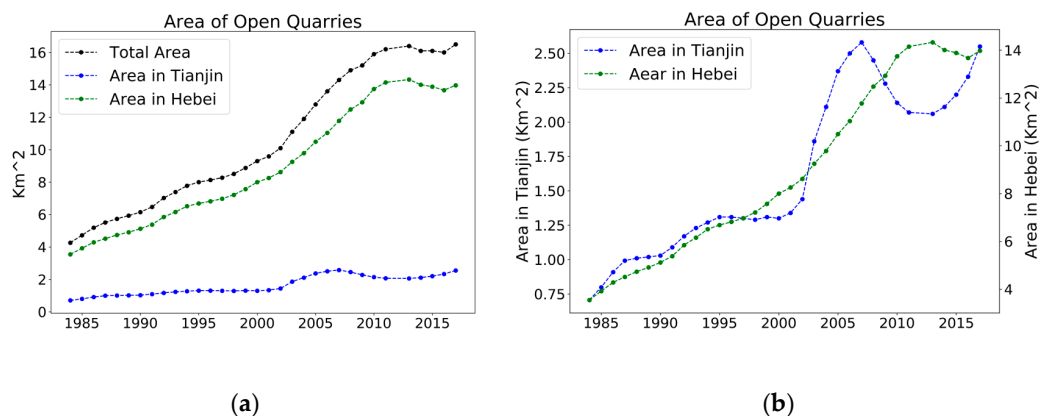 Area of Open Quarries
Total Area
Area in Tianjin
Area in Hebei
Km^2
16
14
12
10
8
6
4
2
0
1985 1990 1995 2000 2005 2010 2015
(a)
Area of Open Quarries
Area in Tianjin
Aear in Hebei
Area in Tianjin (Km^2)
2.50
2.25
2.00
1.75
1.50
1.25
1.00
0.75
14
12
10
8
6
4
Area in Hebei (Km^2)
1985 1990 1995 2000 2005 2010 2015
(b)